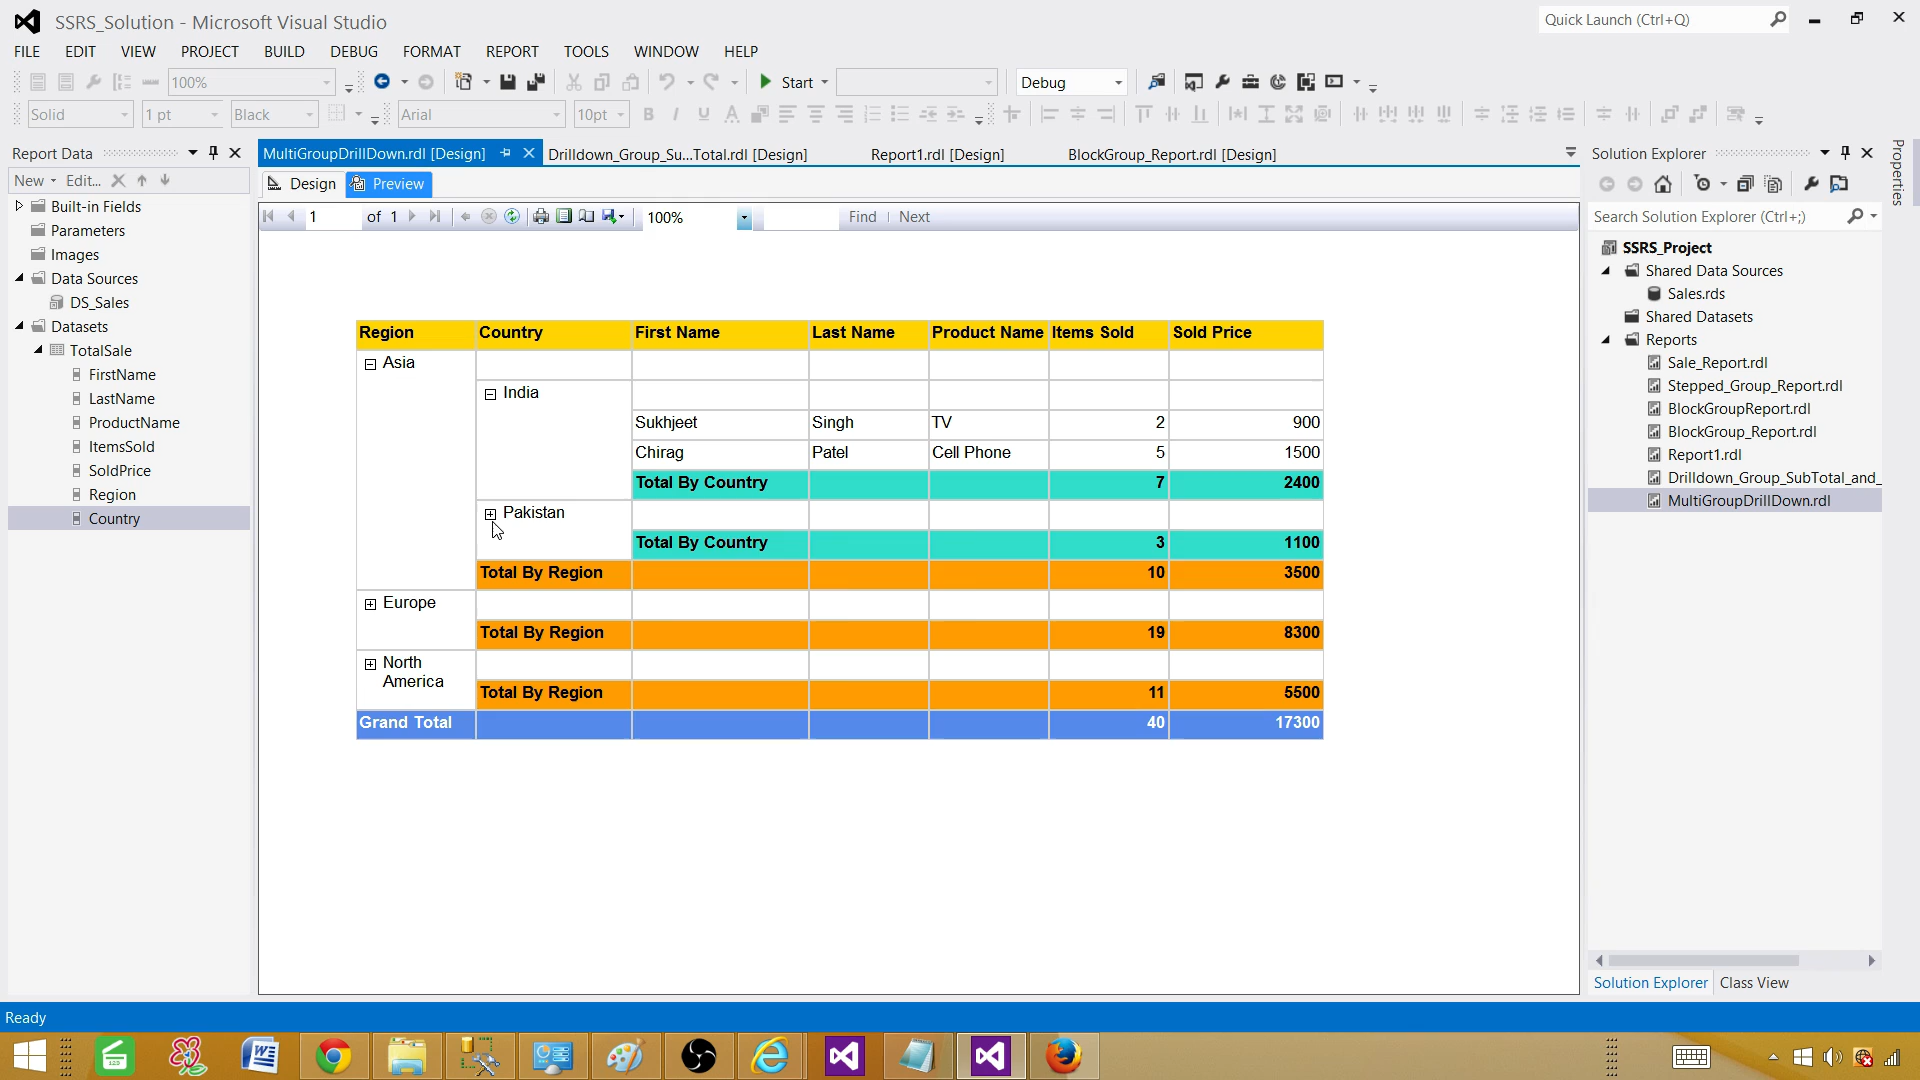 SSRS_Solution - Microsoft Visual Studio
Quick Launch (Ctrl+Q)
FILE EDIT VIEW PROJECT BUILD DEBUG FORMAT REPORT TOOLS WINDOW HELP
100% Start Debug
Solid 1 pt Black Arial 10pt B I U A
Report Data
New Edit...
Built-in Fields
Parameters
Images
Data Sources
DS_Sales
Datasets
TotalSale
FirstName
LastName
ProductName
ItemsSold
SoldPrice
Region
Country
MultiGroupDrillDown.rdl [Design] Drilldown_Group_Su...Total.rdl [Design] Report1.rdl [Design] BlockGroup_Report.rdl [Design]
Design Preview
1 of 1 100% Find Next
Region Country First Name Last Name Product Name Items Sold Sold Price
Asia
India
Sukhjeet Singh TV 2 900
Chirag Patel Cell Phone 5 1500
Total By Country 7 2400
Pakistan
Total By Country 3 1100
Total By Region 10 3500
Europe
Total By Region 19 8300
North
America
Total By Region 11 5500
Grand Total 40 17300
Solution Explorer
Search Solution Explorer (Ctrl+;)
SSRS_Project
Shared Data Sources
Sales.rds
Shared Datasets
Reports
Sale_Report.rdl
Stepped_Group_Report.rdl
BlockGroupReport.rdl
BlockGroup_Report.rdl
Report1.rdl
Drilldown_Group_SubTotal_and_
MultiGroupDrillDown.rdl
Solution Explorer Class View
Properties
Ready